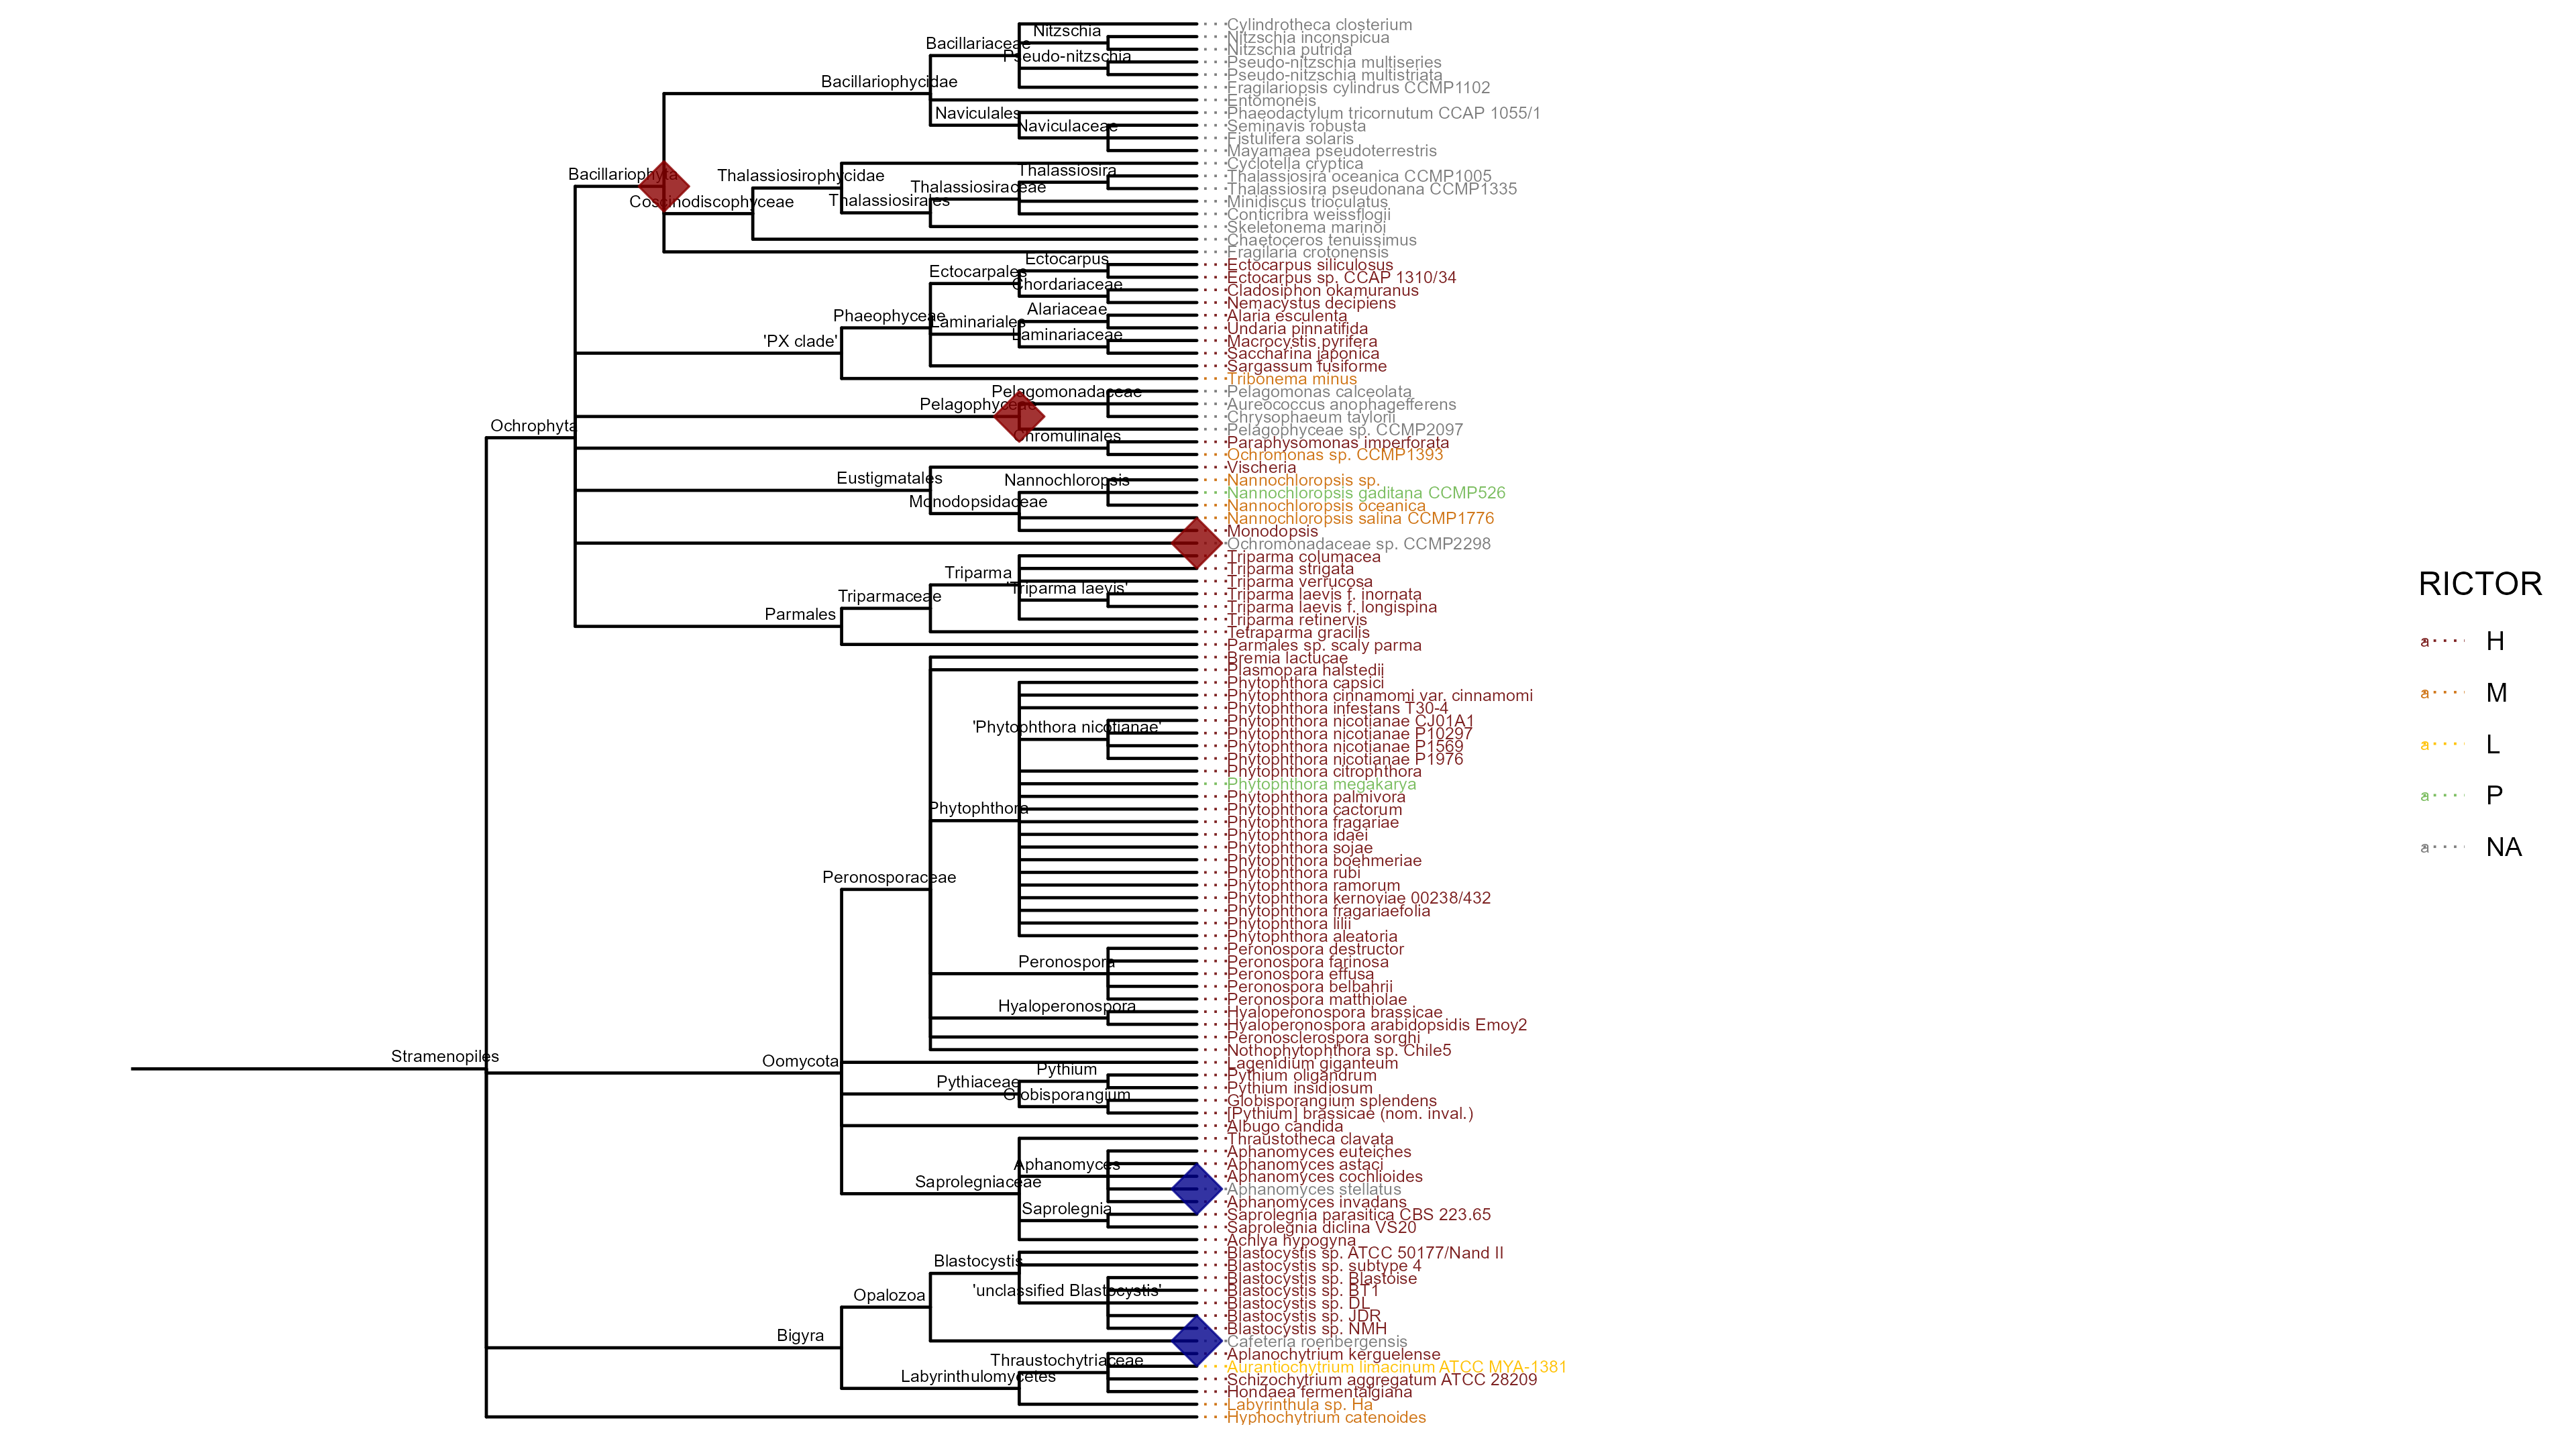 Cylindrotheca closterium
Nitzschia
Nitzschia inconspicua
Bacillariaceae
Nitzschia putrida
Pseudo-nitzschia
Pseudo-nitzschia multiseries
Pseudo-nitzschia multistriata
Bacillariophycidae
Fragilariopsis cylindrus CCMP1102
Entomoneis
Naviculales
Phaeodactylum tricornutum CCAP 1055/1
Naviculaceae
Seminavis robusta
Fistulifera solaris
Mayamaea pseudoterrestris
Cyclotella cryptica
Thalassiosira
Bacillariophyta
Thalassiosirophycidae
Thalassiosira oceanica CCMP1005
Thalassiosiraceae
Thalassiosira pseudonana CCMP1335
Coscinodiscophyceae
Thalassiosirales
Minidiscus trioculatus
Conticribra weissflogii
Skeletonema marinoi
Chaetoceros tenuissimus
Fragilaria crotonensis
Ectocarpus
Ectocarpus siliculosus
Ectocarpales
Ectocarpus sp. CCAP 1310/34
Chordariaceae
Cladosiphon okamuranus
Nemacystus decipiens
Alariaceae
Phaeophyceae
Alaria esculenta
Laminariales
Undaria pinnatifida
Laminariaceae
'PX clade'
Macrocystis pyrifera
Saccharina japonica
Sargassum fusiforme
Tribonema minus
Pelagomonadaceae
Pelagomonas calceolata
Pelagophyceae
Aureococcus anophagefferens
Chrysophaeum taylorii
Ochrophyta
Pelagophyceae sp. CCMP2097
Chromulinales
Paraphysomonas imperforata
Ochromonas sp. CCMP1393
Vischeria
Eustigmatales
Nannochloropsis
Nannochloropsis sp.
Nannochloropsis gaditana CCMP526
Monodopsidaceae
Nannochloropsis oceanica
Nannochloropsis salina CCMP1776
Monodopsis
Ochromonadaceae sp. CCMP2298
Triparma columacea
Triparma
Triparma strigata
Triparma verrucosa
'Triparma laevis'
Triparmaceae
Triparma laevis f. inornata
Triparma laevis f. longispina
Parmales
Triparma retinervis
Tetraparma gracilis
Parmales sp. scaly parma
Bremia lactucae
Plasmopara halstedii
Phytophthora capsici
Phytophthora cinnamomi var. cinnamomi
Phytophthora infestans T30-4
'Phytophthora nicotianae'
Phytophthora nicotianae CJ01A1
Phytophthora nicotianae P10297
Phytophthora nicotianae P1569
Phytophthora nicotianae P1976
Phytophthora citrophthora
Phytophthora megakarya
Phytophthora palmivora
Phytophthora
Phytophthora cactorum
Phytophthora fragariae
Phytophthora idaei
Phytophthora sojae
Phytophthora boehmeriae
Peronosporaceae
Phytophthora rubi
Phytophthora ramorum
Phytophthora kernoviae 00238/432
Phytophthora fragariaefolia
Phytophthora lilii
Phytophthora aleatoria
Peronospora destructor
Peronospora
Peronospora farinosa
Peronospora effusa
Peronospora belbahrii
Peronospora matthiolae
Hyaloperonospora
Hyaloperonospora brassicae
Hyaloperonospora arabidopsidis Emoy2
Peronosclerospora sorghi
Stramenopiles
Nothophytophthora sp. Chile5
Oomycota
Lagenidium giganteum
Pythium
Pythium oligandrum
Pythiaceae
Pythium insidiosum
Globisporangium
Globisporangium splendens
[Pythium] brassicae (nom. inval.)
Albugo candida
Thraustotheca clavata
Aphanomyces euteiches
Aphanomyces
Aphanomyces astaci
Saprolegniaceae
Aphanomyces cochlioides
Aphanomyces stellatus
Aphanomyces invadans
Saprolegnia
Saprolegnia parasitica CBS 223.65
Saprolegnia diclina VS20
Achlya hypogyna
Blastocystis sp. ATCC 50177/Nand II
Blastocystis
Blastocystis sp. subtype 4
Blastocystis sp. Blastoise
'unclassified Blastocystis'
Blastocystis sp. BT1
Opalozoa
Blastocystis sp. DL
Blastocystis sp. JDR
Blastocystis sp. NMH
Bigyra
Cafeteria roenbergensis
Aplanochytrium kerguelense
Thraustochytriaceae
Aurantiochytrium limacinum ATCC MYA-1381
Labyrinthulomycetes
Schizochytrium aggregatum ATCC 28209
Hondaea fermentalgiana
Labyrinthula sp. Ha
Hyphochytrium catenoides
RICTOR
a H
a M
a L
a P
a NA